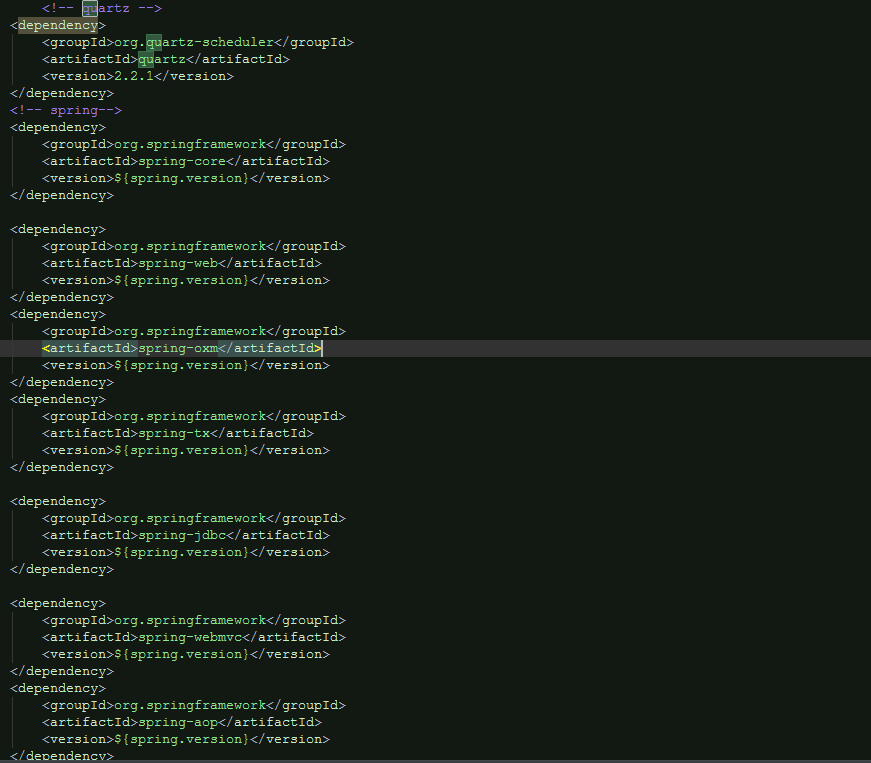 <!-- quartz -->
<dependency>
<groupId>org.quartz-scheduler</groupId>
<artifactId>quartz</artifactId>
<version>2.2.1</version>
</dependency>
<!-- spring-->
<dependency>
<groupId>org.springframework</groupId>
<artifactId>spring-core</artifactId>
<version>${spring.version}</version>
</dependency>
<dependency>
<groupId>org.springframework</groupId>
<artifactId>spring-web</artifactId>
<version>${spring.version}</version>
</dependency>
<dependency>
<groupId>org.springframework</groupId>
<artifactId>spring-oxm</artifactId>
<version>${spring.version}</version>
</dependency>
<dependency>
<groupId>org.springframework</groupId>
<artifactId>spring-tx</artifactId>
<version>${spring.version}</version>
</dependency>
<dependency>
<groupId>org.springframework</groupId>
<artifactId>spring-jdbc</artifactId>
<version>${spring.version}</version>
</dependency>
<dependency>
<groupId>org.springframework</groupId>
<artifactId>spring-webmvc</artifactId>
<version>${spring.version}</version>
</dependency>
<dependency>
<groupId>org.springframework</groupId>
<artifactId>spring-aop</artifactId>
<version>${spring.version}</version>
</dependency>